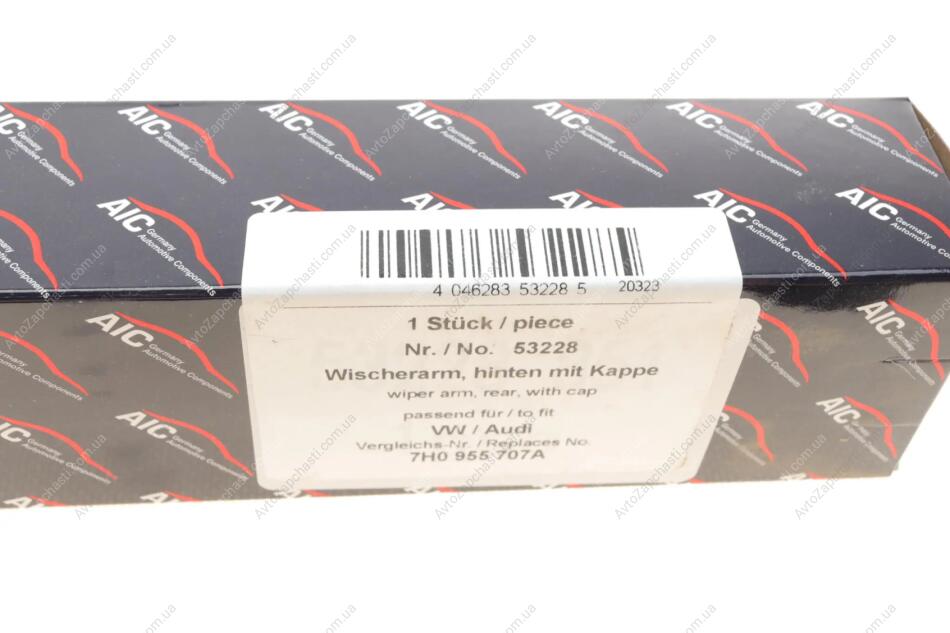 AIC
Germany
Automotive Components
4 046283 53228 5 20323
1 Stück / piece
Nr. / No. 53228
Wischerarm, hinten mit Kappe
wiper arm, rear, with cap
passend für / to fit
VW / Audi
Vergleichs-Nr. / Replaces No.
7H0 955 707A
AvtoZapchasti.com.ua